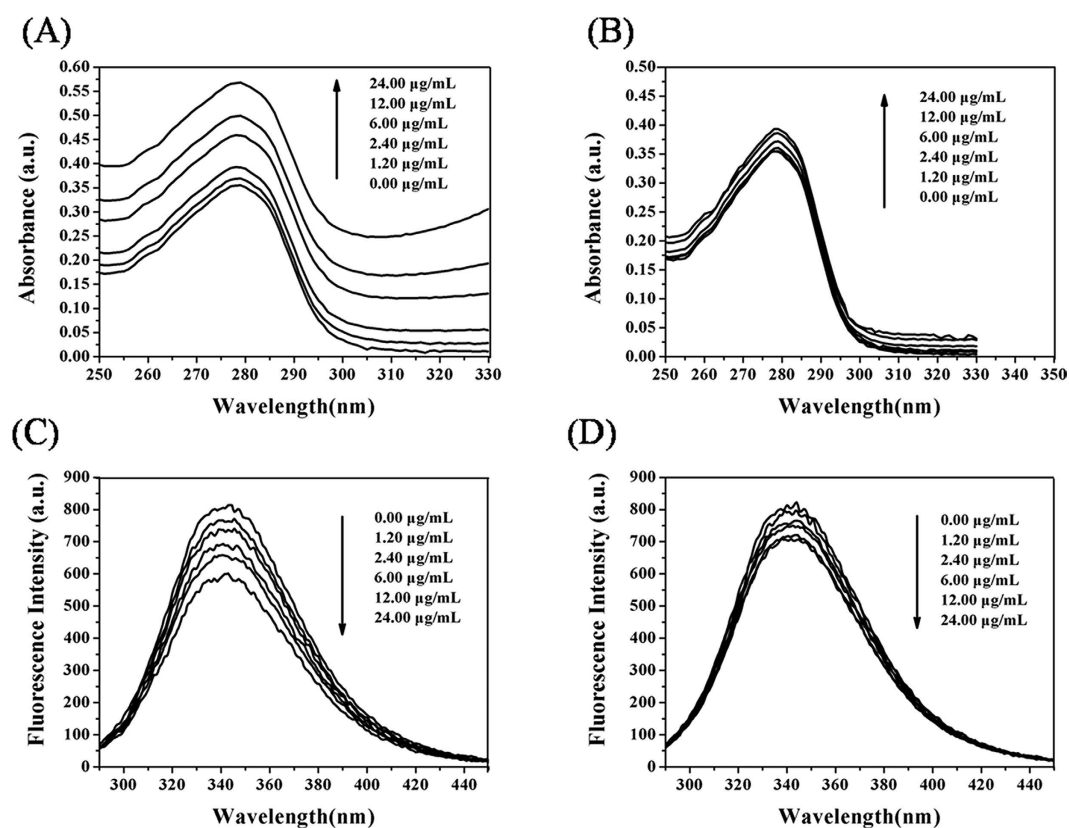 (A)
0.60
0.55
0.50
0.45
0.40
0.35
0.30
0.25
0.20
0.15
0.10
0.05
0.00
Absorbance (a.u.)
24.00 µg/mL
12.00 µg/mL
6.00 µg/mL
2.40 µg/mL
1.20 µg/mL
0.00 µg/mL
250 260 270 280 290 300 310 320 330
Wavelength(nm)
(B)
0.50
0.45
0.40
0.35
0.30
0.25
0.20
0.15
0.10
0.05
0.00
Absorbance (a.u.)
24.00 µg/mL
12.00 µg/mL
6.00 µg/mL
2.40 µg/mL
1.20 µg/mL
0.00 µg/mL
250 260 270 280 290 300 310 320 330 340 350
Wavelength(nm)
(C)
900
800
700
600
500
400
300
200
100
0
Fluorescence Intensity (a.u.)
0.00 µg/mL
1.20 µg/mL
2.40 µg/mL
6.00 µg/mL
12.00 µg/mL
24.00 µg/mL
300 320 340 360 380 400 420 440
Wavelength(nm)
(D)
900
800
700
600
500
400
300
200
100
0
Fluorescence Intensity (a.u.)
0.00 µg/mL
1.20 µg/mL
2.40 µg/mL
6.00 µg/mL
12.00 µg/mL
24.00 µg/mL
300 320 340 360 380 400 420 440
Wavelength(nm)